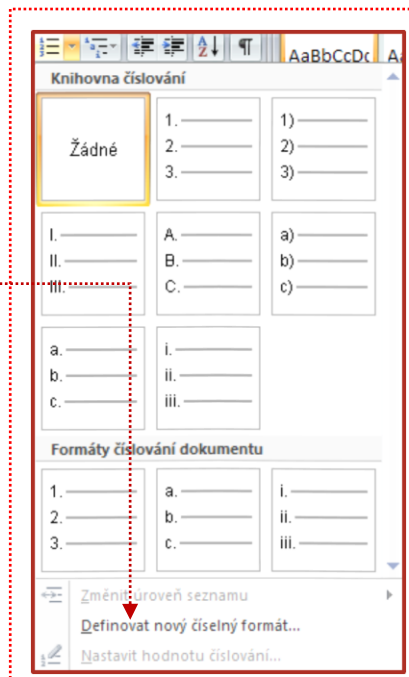 AaBbCcDc A
Knihovna číslování
Žádné
1. 1)
2. 2)
3. 3)
I. A. a)
II. B. b)
III. C. c)
a. i.
b. ii.
c. iii.
Formáty číslování dokumentu
1. a. i.
2. b. ii.
3. c. iii.
Změnit úroveň seznamu
Definovat nový číselný formát...
Nastavit hodnotu číslování...